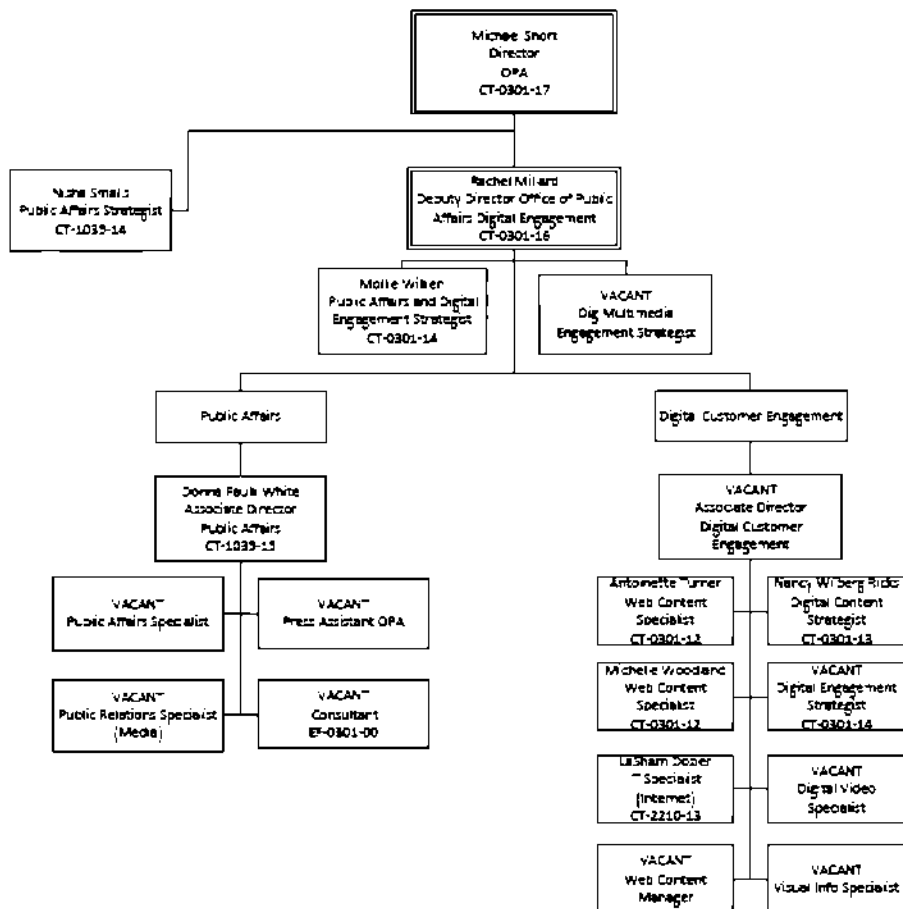 Michael Short
Director
OPA
CT-0301-17
Nisha Smalls
Public Affairs Strategist
CT-1035-14
Rachel Millard
Deputy Director Office of Public
Affairs Digital Engagement
CT-0301-16
Mollie Wilken
Public Affairs and Digital
Engagement Strategist
CT-0301-14
VACANT
Dig Multimedia
Engagement Strategist
Public Affairs
Digital Customer Engagement
Donna Faulk White
Associate Director
Public Affairs
CT-1035-15
VACANT
Associate Director
Digital Customer
Engagement
VACANT
Public Affairs Specialist
VACANT
Press Assistant OPA
VACANT
Public Relations Specialist
(Media)
VACANT
Consultant
EF-0301-00
Antoinette Turner
Web Content
Specialist
CT-0301-12
Nancy Wilberg Ricks
Digital Content
Strategist
CT-0301-13
Michelle Woodland
Web Content
Specialist
CT-0301-12
VACANT
Digital Engagement
Strategist
CT-0301-14
LaSham
IT Specialist
(Internet)
CT-2210-13
VACANT
Digital Video
Specialist
VACANT
Web Content
Manager
VACANT
Visual Info Specialist